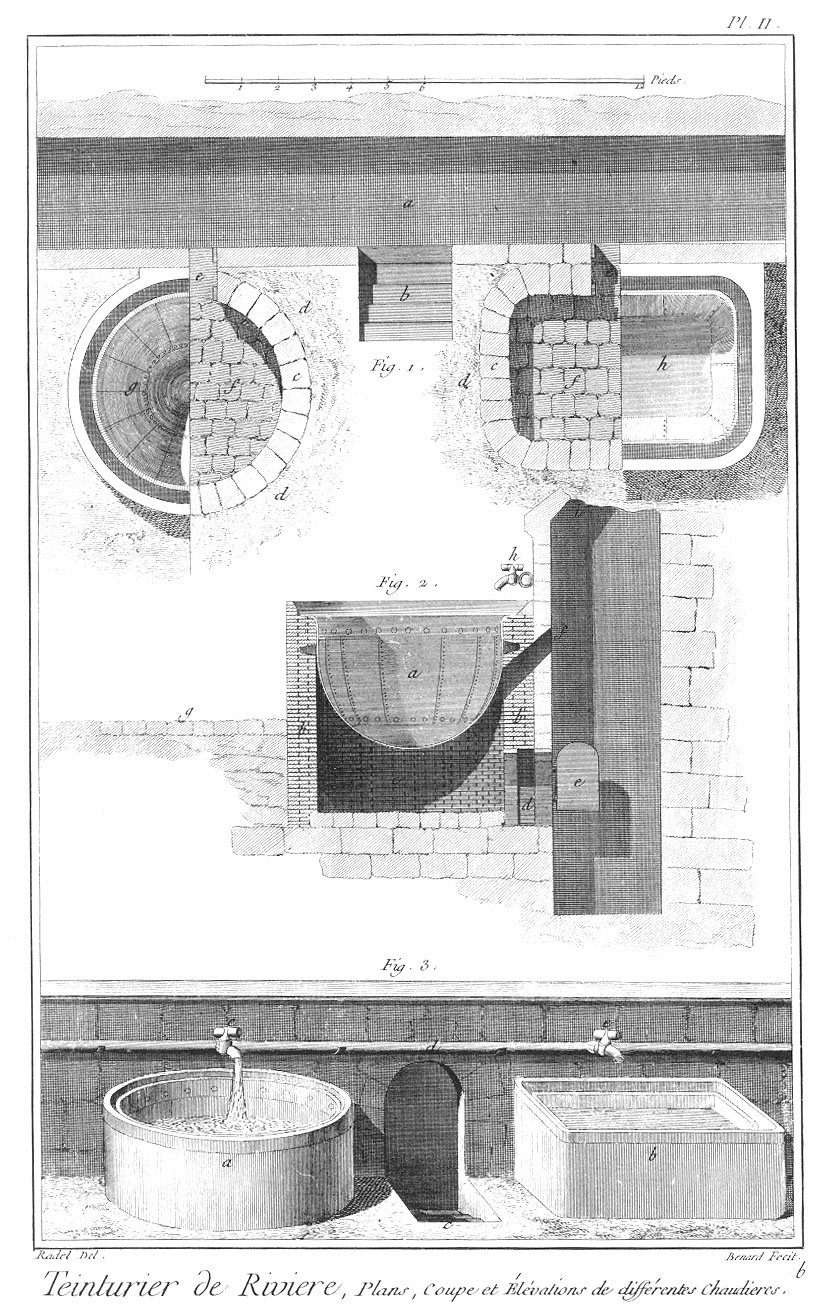 Pl. II.
1 2 3 4 5 6 12 Pieds.
a
e e
b
d
Fig. 1.
c c
d
g f f h
d
i
h
Fig. 2.
f
a
g
b b
c
e
d
Fig. 3.
e e
d
a b
c
Radel Del. Benard Fecit.
b
Teinturier de Riviere, Plans, Coupe et Élévations de différentes Chaudieres.